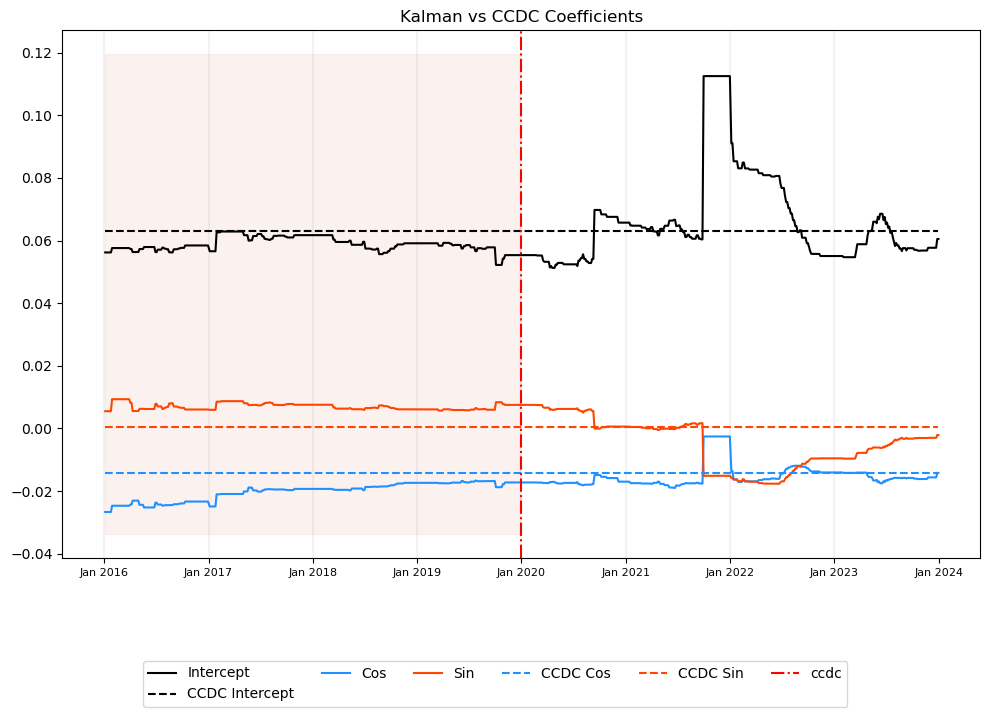 Kalman vs CCDC Coefficients
0.12
0.10
0.08
0.06
0.04
0.02
0.00
−0.02
−0.04
Jan 2016 Jan 2017 Jan 2018 Jan 2019 Jan 2020 Jan 2021 Jan 2022 Jan 2023 Jan 2024
Intercept Cos Sin CCDC Cos CCDC Sin ccdc
CCDC Intercept